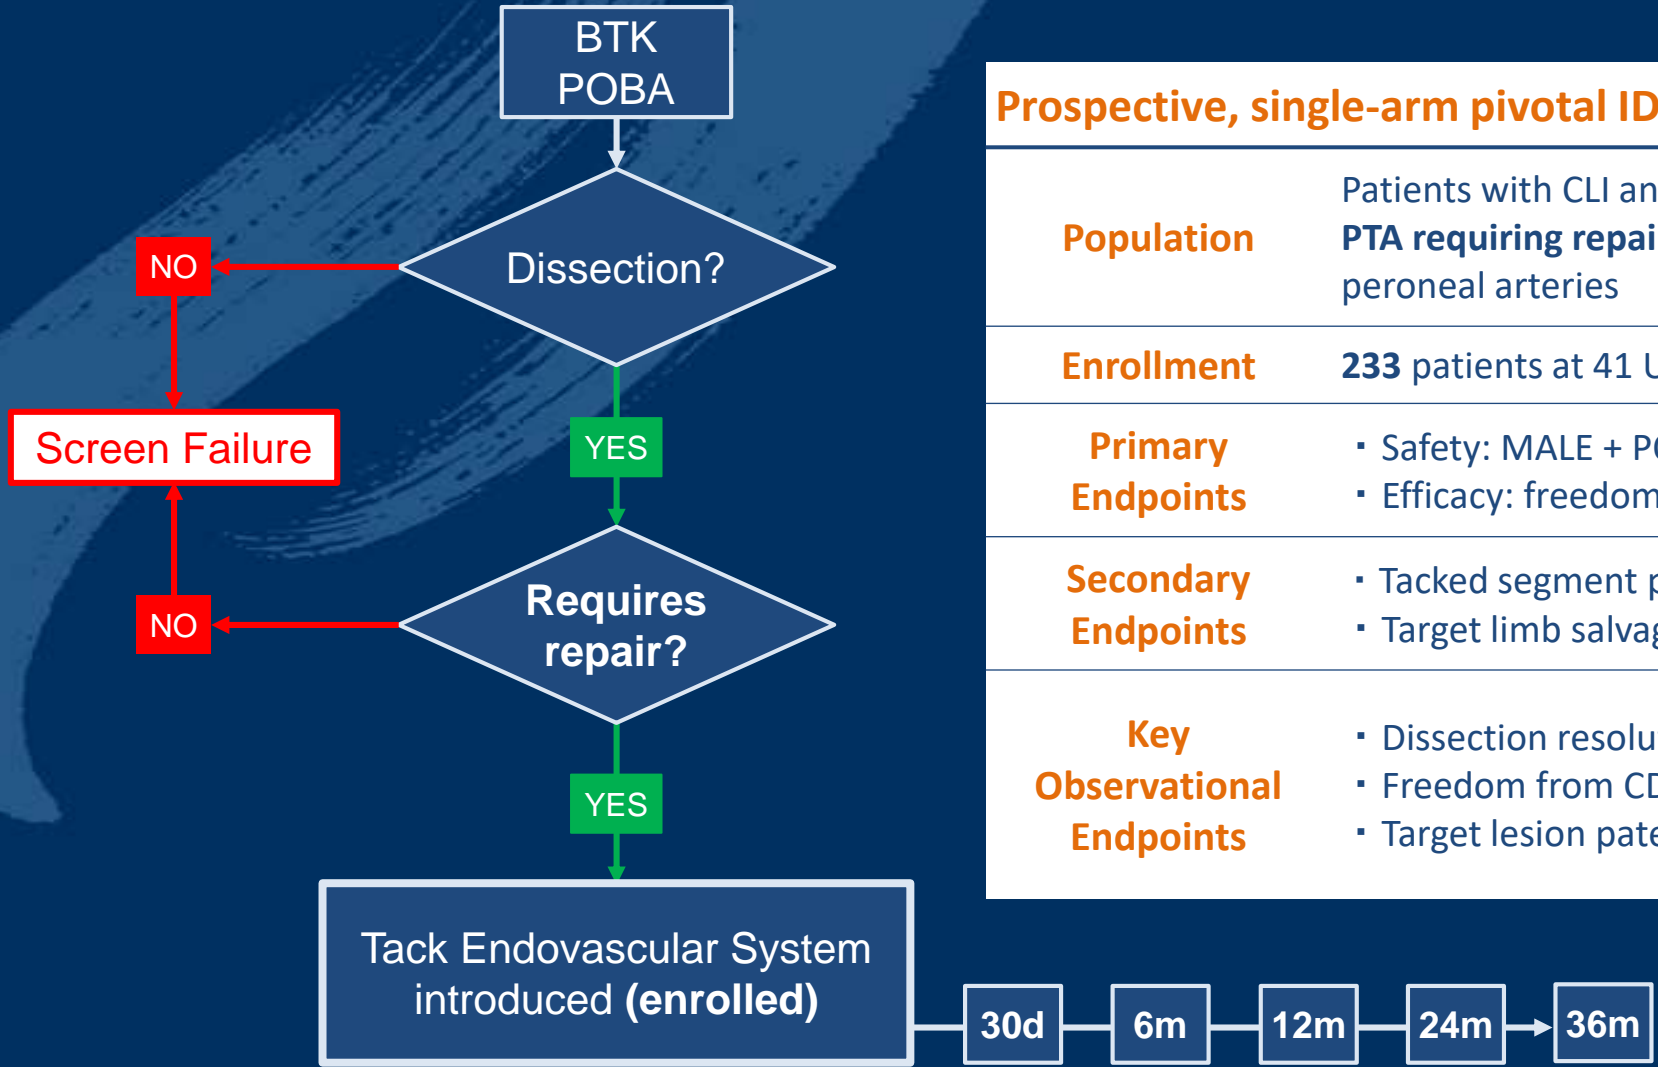 BTK
POBA
Dissection?
NO
Screen Failure
YES
Requires
repair?
NO
YES
Tack Endovascular System
introduced (enrolled)
30d
6m
12m
24m
36m
Prospective, single-arm pivotal ID
Population
Patients with CLI an
PTA requiring repai
peroneal arteries
Enrollment
233 patients at 41 U
Primary
Endpoints
▪ Safety: MALE + P
▪ Efficacy: freedom
Secondary
Endpoints
▪ Tacked segment p
▪ Target limb salvag
Key
Observational
Endpoints
▪ Dissection resolu
▪ Freedom from CD
▪ Target lesion pate